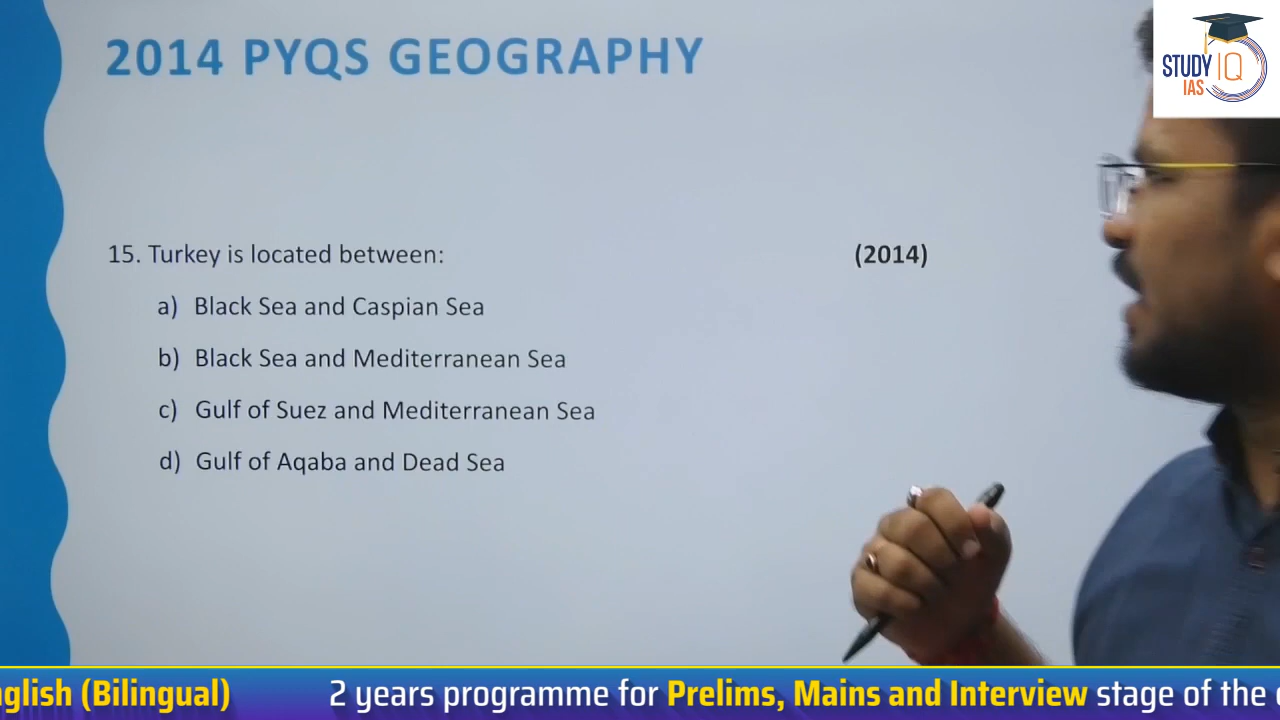 2014 PYQS GEOGRAPHY
STUDY IQ
IAS
15. Turkey is located between: (2014)
a) Black Sea and Caspian Sea
b) Black Sea and Mediterranean Sea
c) Gulf of Suez and Mediterranean Sea
d) Gulf of Aqaba and Dead Sea
glish (Bilingual) 2 years programme for Prelims, Mains and Interview stage of the